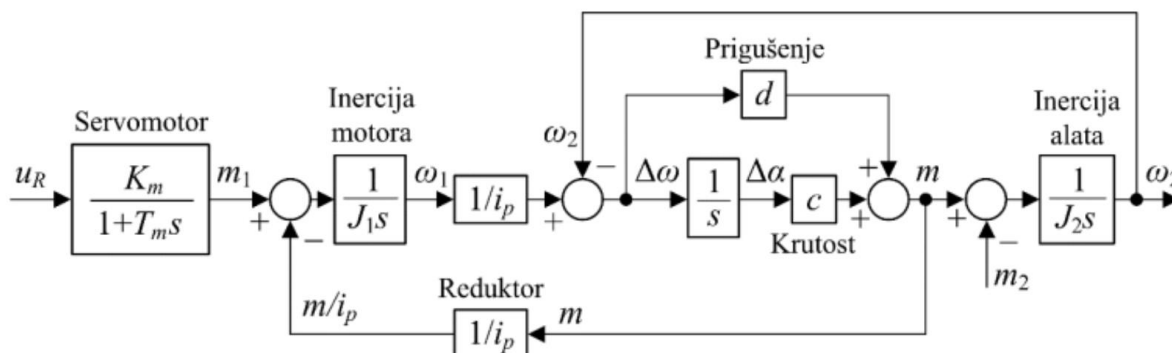 Prigušenje
d
Inercija
motora
Inercija
alata
Servomotor
u_R
K_m
1+T_m s
m_1
+
−
1
J_1 s
ω_1
1/i_p
+
ω_2
−
Δω
1
s
Δα
c
Krutost
+
+
m
+
−
m_2
1
J_2 s
Reduktor
m/i_p
1/i_p
m